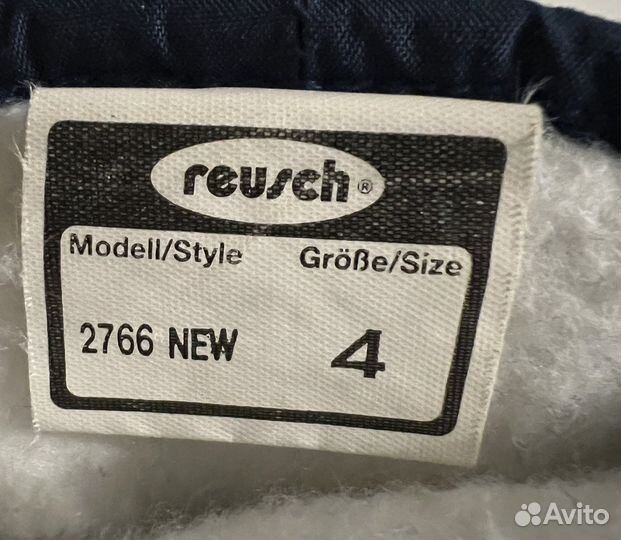 reusch®
Modell/Style Größe/Size
2766 NEW 4
Avito